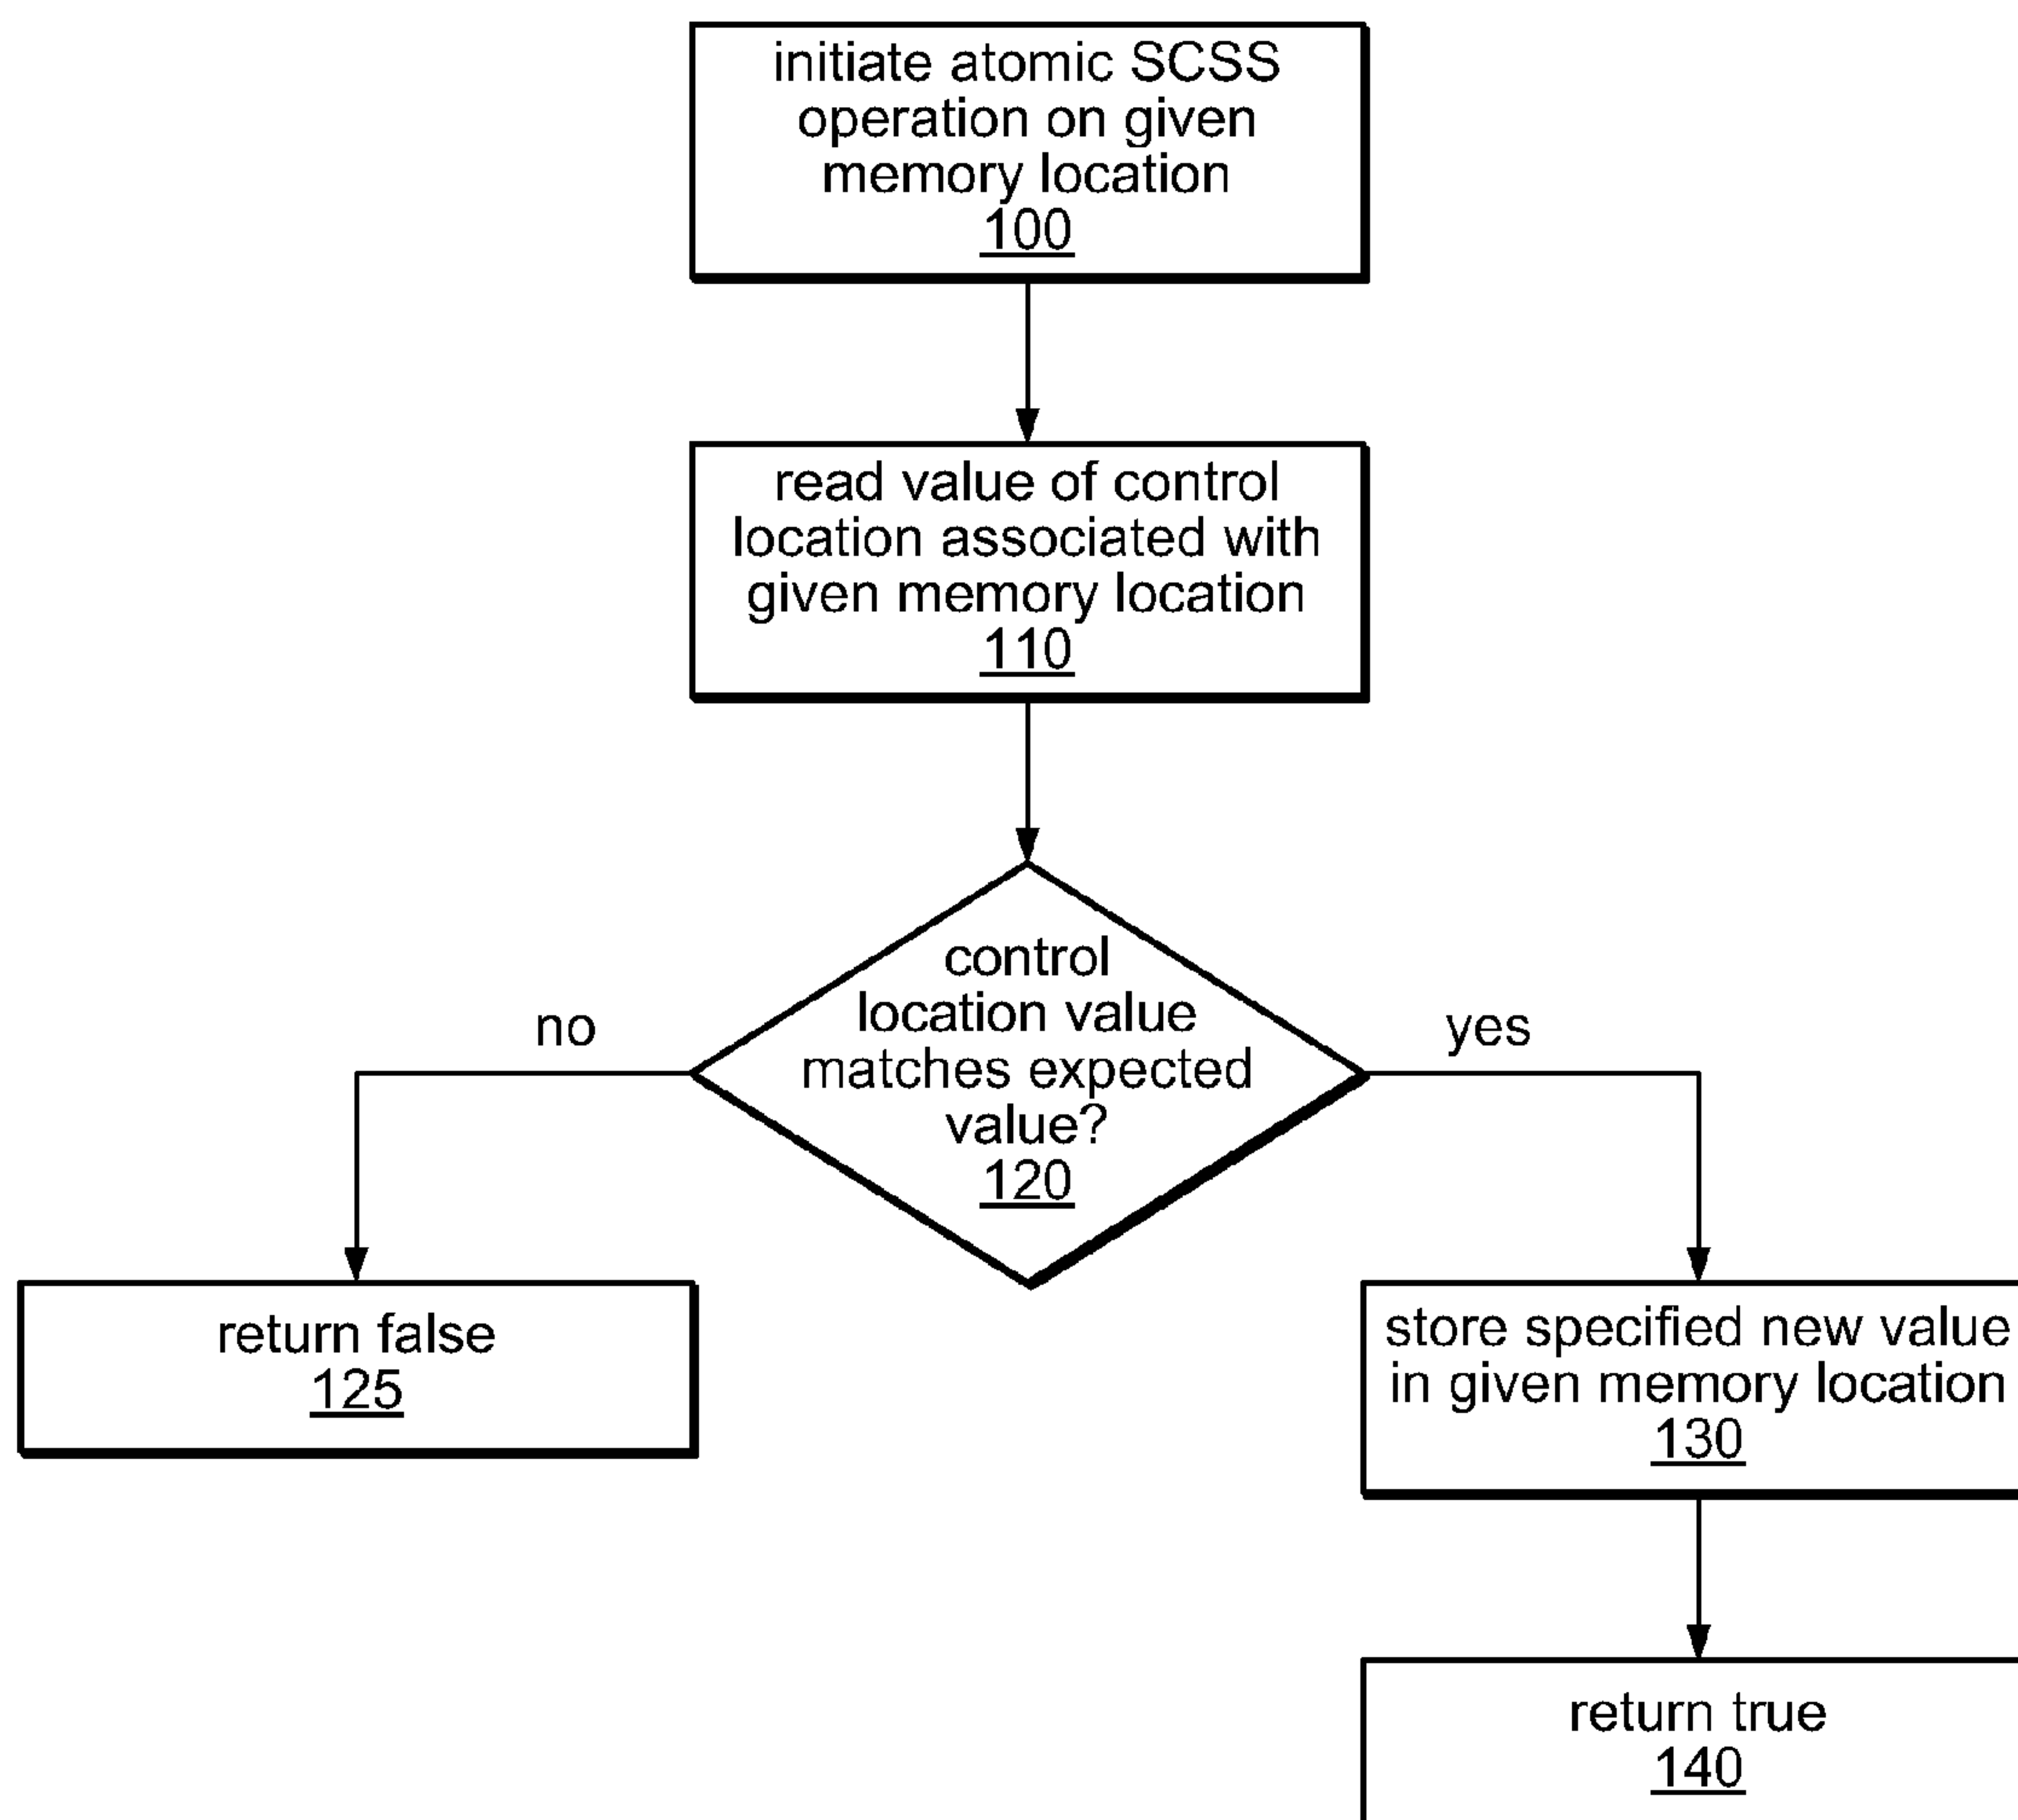 initiate atomic SCSS
operation on given
memory location
100
read value of control
location associated with
given memory location
110
control
location value
matches expected
value?
120
no
yes
return false
125
store specified new value
in given memory location
130
return true
140